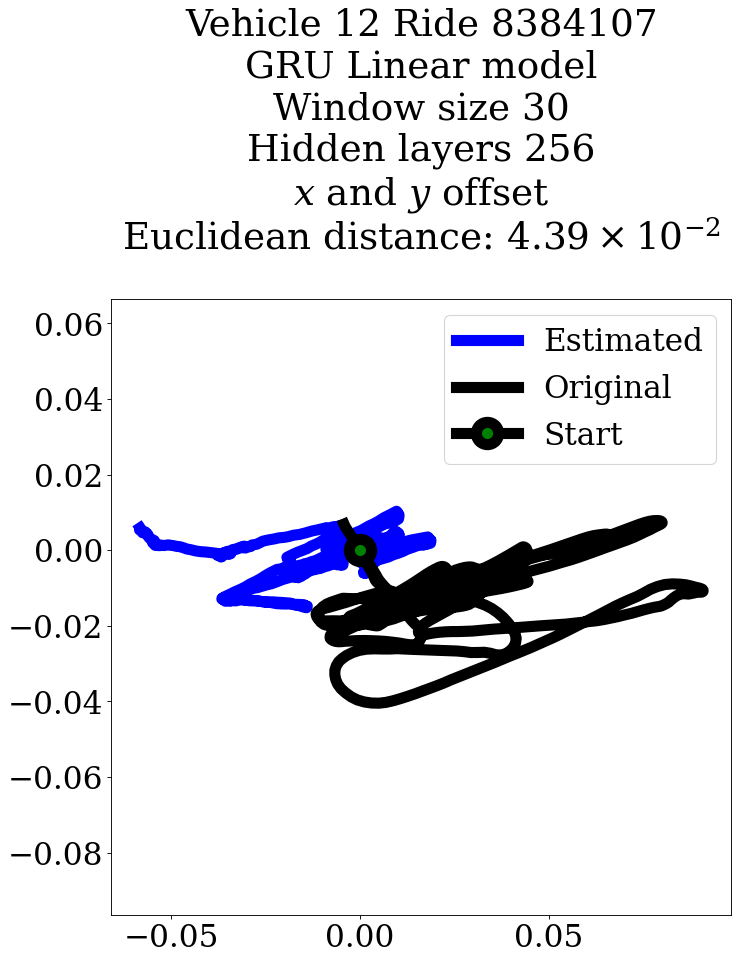 Vehicle 12 Ride 8384107
GRU Linear model
Window size 30
Hidden layers 256
x and y offset
Euclidean distance: 4.39 × 10⁻²
Estimated
Original
Start
0.06
0.04
0.02
0.00
−0.02
−0.04
−0.06
−0.08
−0.05 0.00 0.05